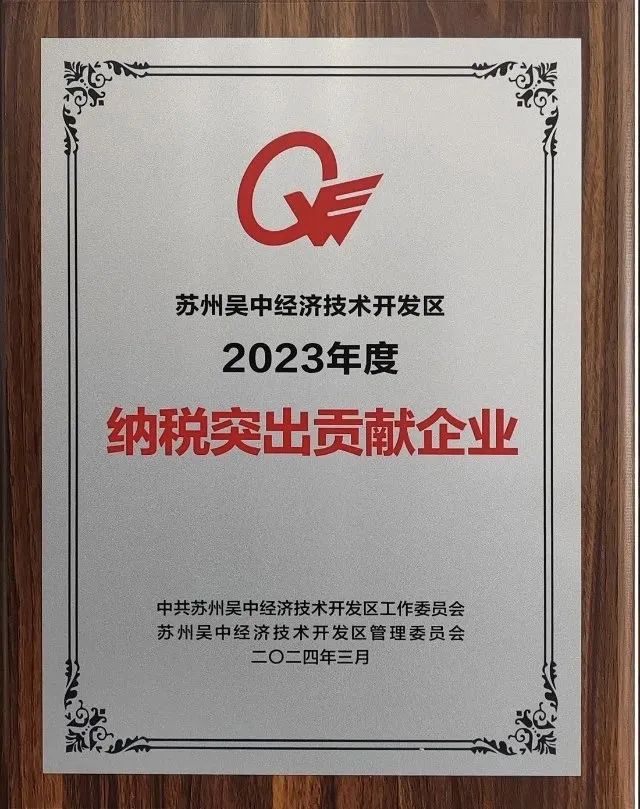 苏州吴中经济技术开发区
2023年度
纳税突出贡献企业
中共苏州吴中经济技术开发区工作委员会
苏州吴中经济技术开发区管理委员会
二〇二四年三月